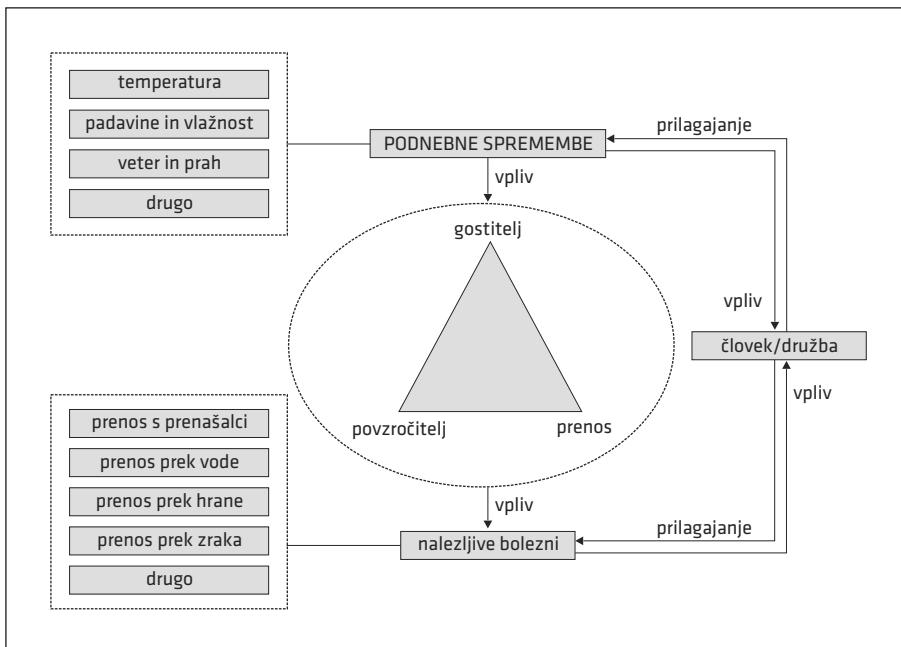 temperatura
padavine in vlažnost
veter in prah
drugo
PODNEBNE SPREMEMBE
prilagajanje
vpliv
gostitelj
povzročitelj
prenos
vpliv
človek/družba
vpliv
prenos s prenašalci
prenos prek vode
prenos prek hrane
prenos prek zraka
drugo
vpliv
nalezljive bolezni
prilagajanje